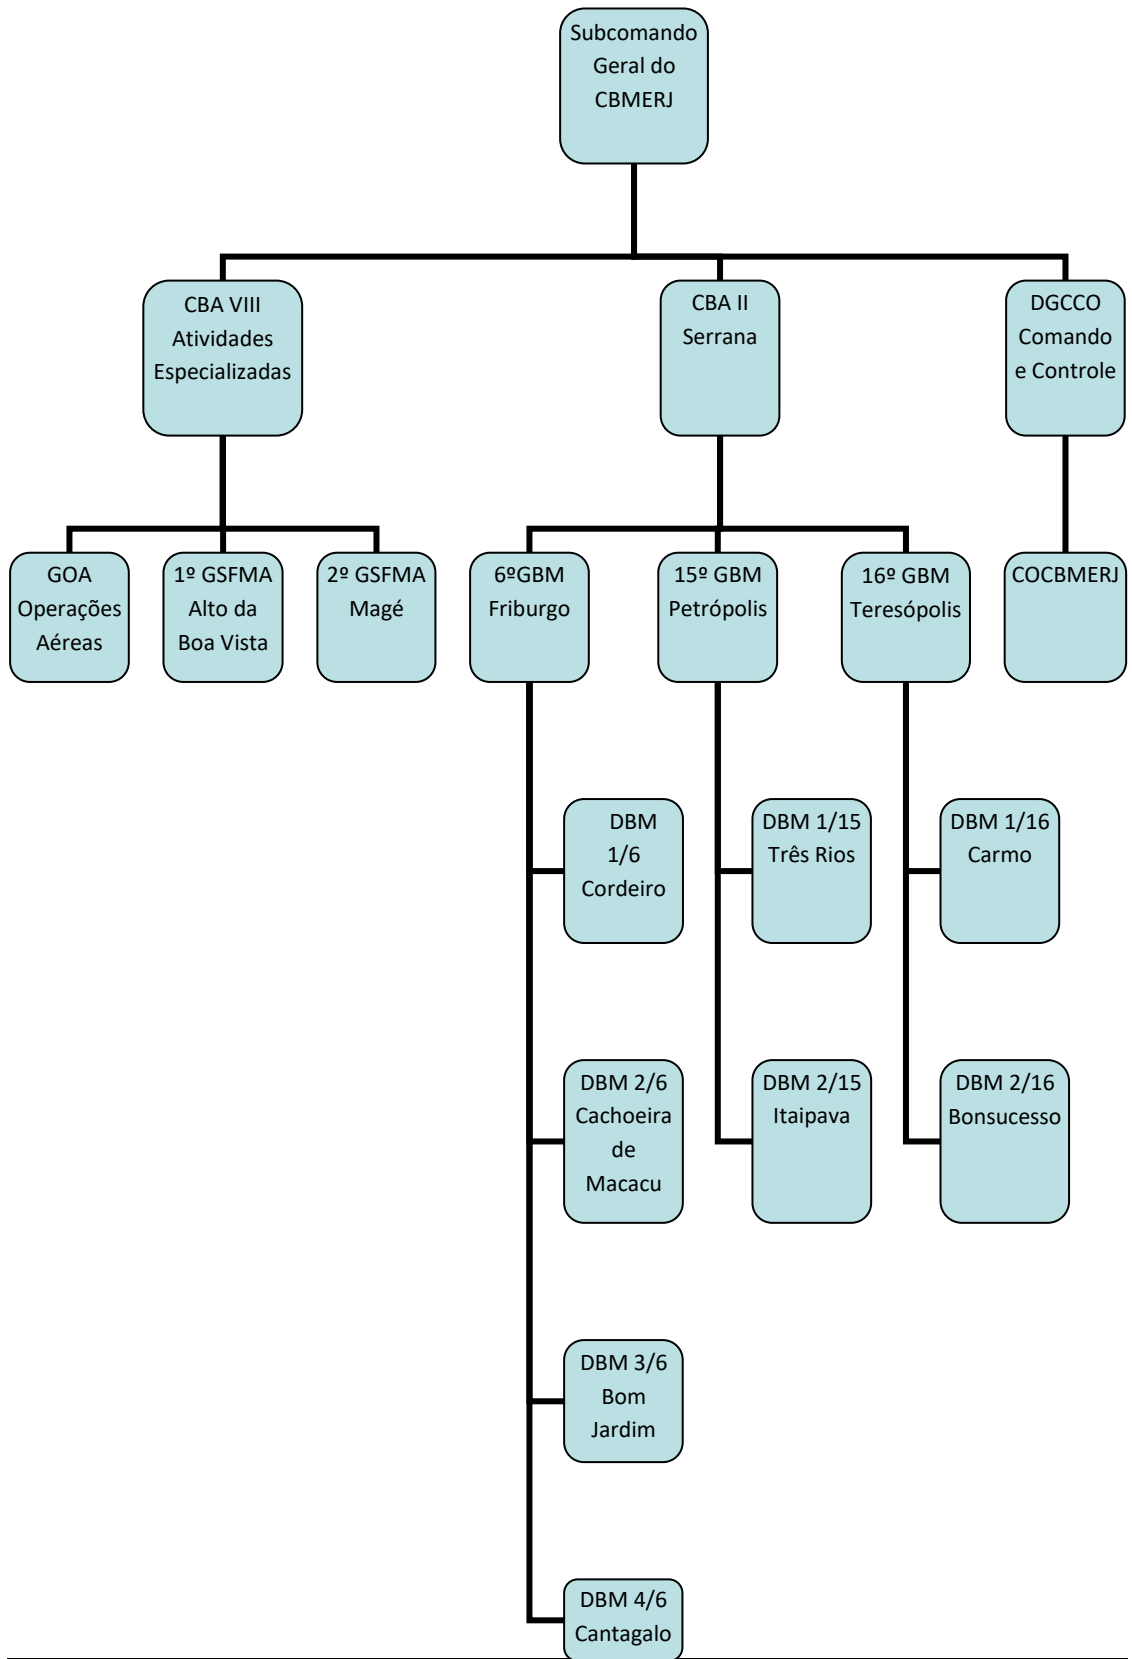 Subcomando
Geral do
CBMERJ
CBA VIII
Atividades
Especializadas
CBA II
Serrana
DGCCO
Comando
e Controle
GOA
Operações
Aéreas
1º GSFMA
Alto da
Boa Vista
2º GSFMA
Magé
6ºGBM
Friburgo
15º GBM
Petrópolis
16º GBM
Teresópolis
COCBMERJ
DBM
1/6
Cordeiro
DBM 1/15
Três Rios
DBM 1/16
Carmo
DBM 2/6
Cachoeira
de
Macacu
DBM 2/15
Itaipava
DBM 2/16
Bonsucesso
DBM 3/6
Bom
Jardim
DBM 4/6
Cantagalo